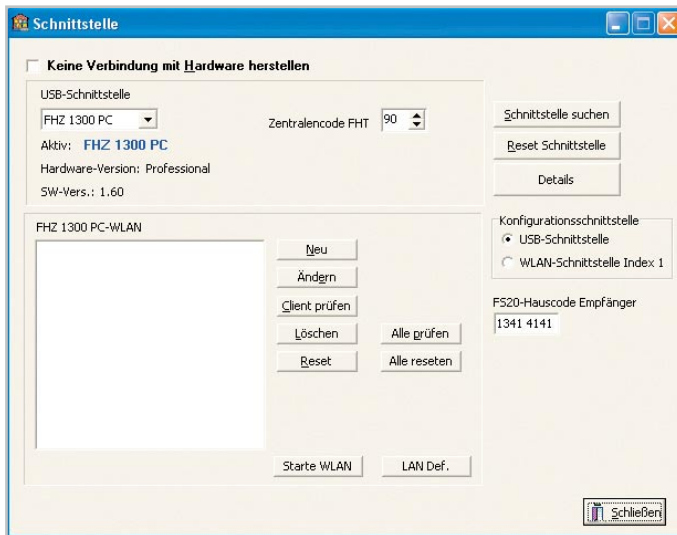 Schnittstelle
Keine Verbindung mit Hardware herstellen
USB-Schnittstelle
FHZ 1300 PC
Zentralencode FHT 90
Aktiv: FHZ 1300 PC
Hardware-Version: Professional
SW-Vers.: 1.60
Schnittstelle suchen
Reset Schnittstelle
Details
FHZ 1300 PC-WLAN
Neu
Ändern
Client prüfen
Löschen
Alle prüfen
Reset
Alle reseten
Starte WLAN
LAN Def.
Konfigurationsschnittstelle
USB-Schnittstelle
WLAN-Schnittstelle Index 1
FS20-Hauscode Empfänger
1341 4141
Schließen